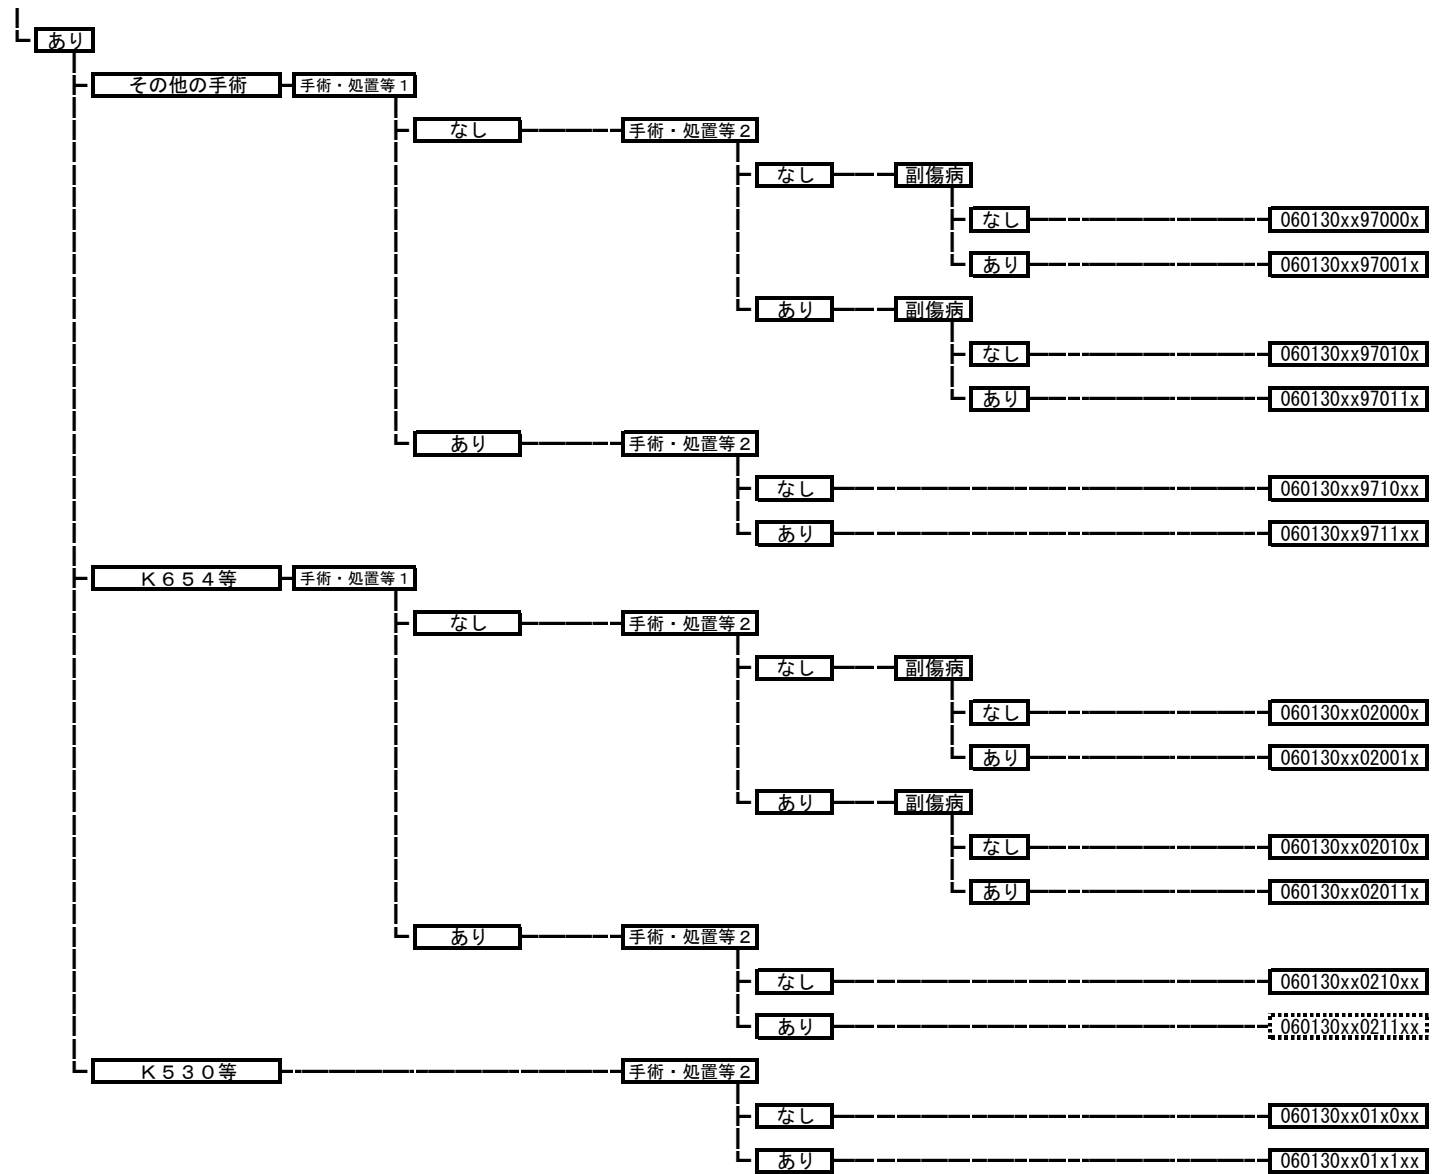 あり
その他の手術 手術・処置等１
なし 手術・処置等２
なし 副傷病
なし 060130xx97000x
あり 060130xx97001x
あり 副傷病
なし 060130xx97010x
あり 060130xx97011x
あり 手術・処置等２
なし 060130xx9710xx
あり 060130xx9711xx
Ｋ６５４等 手術・処置等１
なし 手術・処置等２
なし 副傷病
なし 060130xx02000x
あり 060130xx02001x
あり 副傷病
なし 060130xx02010x
あり 060130xx02011x
あり 手術・処置等２
なし 060130xx0210xx
あり 060130xx0211xx
Ｋ５３０等 手術・処置等２
なし 060130xx01x0xx
あり 060130xx01x1xx